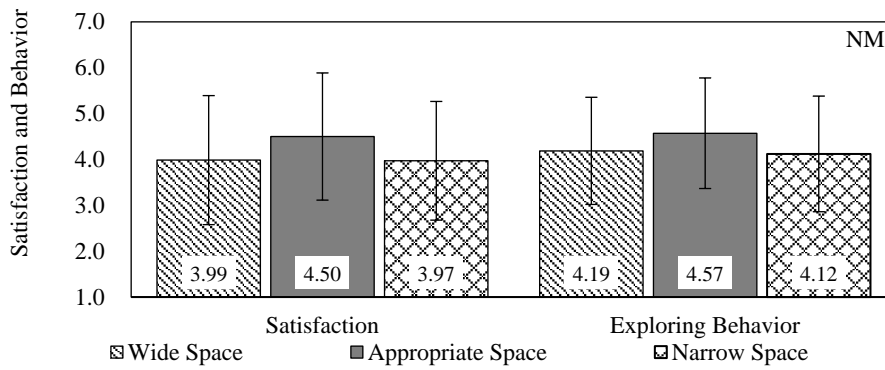 Satisfaction and Behavior
7.0
6.0
5.0
4.0
3.0
2.0
1.0
NM
3.99
4.50
3.97
4.19
4.57
4.12
Satisfaction
Exploring Behavior
Wide Space
Appropriate Space
Narrow Space